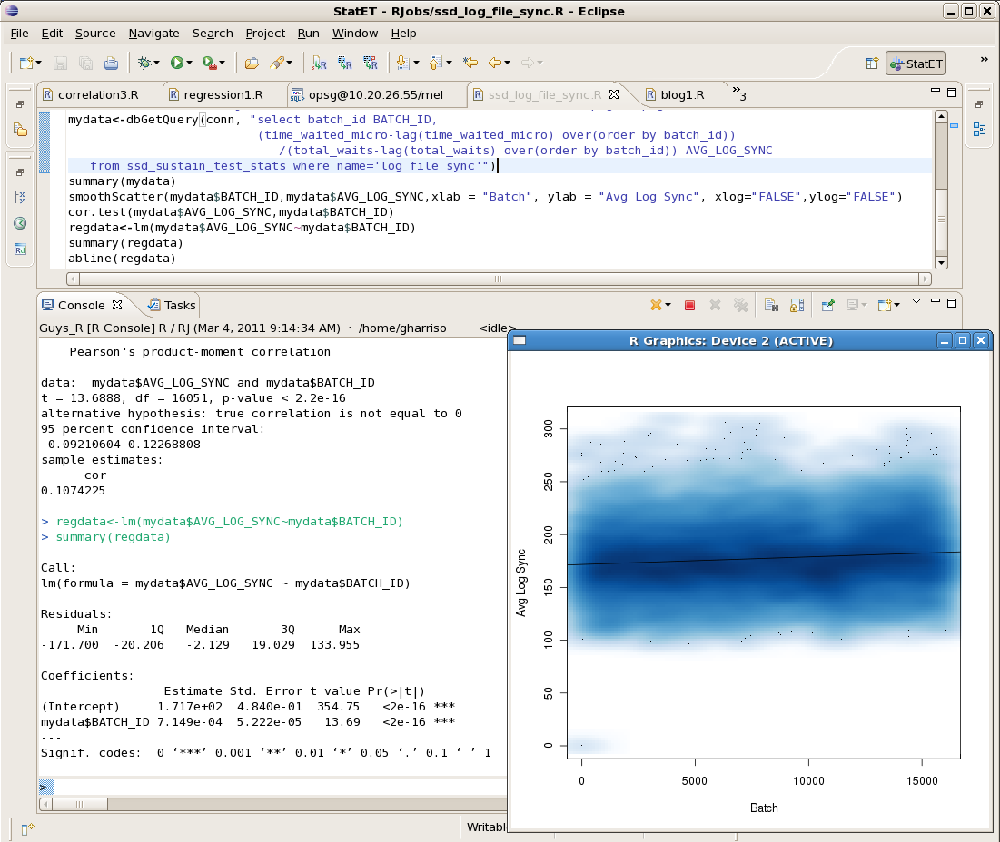 StatET - RJobs/ssd_log_file_sync.R - Eclipse
File Edit Source Navigate Search Project Run Window Help
StatET »
correlation3.R regression1.R opsg@10.20.26.55/mel ssd_log_file_sync.R blog1.R »3
mydata<-dbGetQuery(conn, "select batch_id BATCH_ID,
(time_waited_micro-lag(time_waited_micro) over(order by batch_id))
/(total_waits-lag(total_waits) over(order by batch_id)) AVG_LOG_SYNC
from ssd_sustain_test_stats where name='log file sync'")
summary(mydata)
smoothScatter(mydata$BATCH_ID,mydata$AVG_LOG_SYNC,xlab = "Batch", ylab = "Avg Log Sync", xlog="FALSE",ylog="FALSE")
cor.test(mydata$AVG_LOG_SYNC,mydata$BATCH_ID)
regdata<-lm(mydata$AVG_LOG_SYNC~mydata$BATCH_ID)
summary(regdata)
abline(regdata)
Console Tasks
Guys_R [R Console] R / RJ (Mar 4, 2011 9:14:34 AM) · /home/gharriso <idle>
Pearson's product-moment correlation
data: mydata$AVG_LOG_SYNC and mydata$BATCH_ID
t = 13.6888, df = 16051, p-value < 2.2e-16
alternative hypothesis: true correlation is not equal to 0
95 percent confidence interval:
0.09210604 0.12268808
sample estimates:
cor
0.1074225
> regdata<-lm(mydata$AVG_LOG_SYNC~mydata$BATCH_ID)
> summary(regdata)
Call:
lm(formula = mydata$AVG_LOG_SYNC ~ mydata$BATCH_ID)
Residuals:
Min 1Q Median 3Q Max
-171.700 -20.206 -2.129 19.029 133.955
Coefficients:
Estimate Std. Error t value Pr(>|t|)
(Intercept) 1.717e+02 4.840e-01 354.75 <2e-16 ***
mydata$BATCH_ID 7.149e-04 5.222e-05 13.69 <2e-16 ***
---
Signif. codes: 0 ‘***’ 0.001 ‘**’ 0.01 ‘*’ 0.05 ‘.’ 0.1 ‘ ’ 1
>
Writabl
R Graphics: Device 2 (ACTIVE)
300
250
200
150
100
50
0
Avg Log Sync
0 5000 10000 15000
Batch